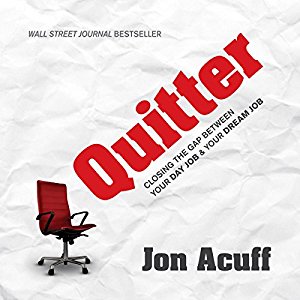 WALL STREET JOURNAL BESTSELLER
Quitter
CLOSING THE GAP BETWEEN
YOUR DAY JOB & YOUR DREAM JOB
Jon Acuff